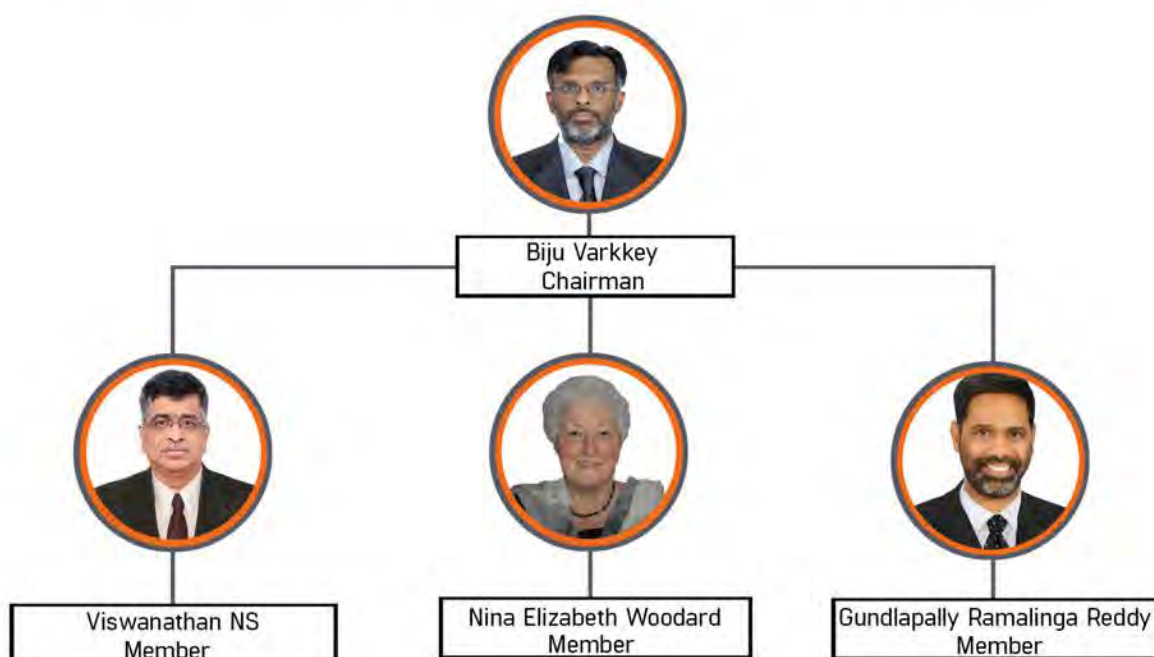 Biju Varkkey
Chairman
Viswanathan NS
Member
Nina Elizabeth Woodard
Member
Gundlapally Ramalinga Reddy
Member